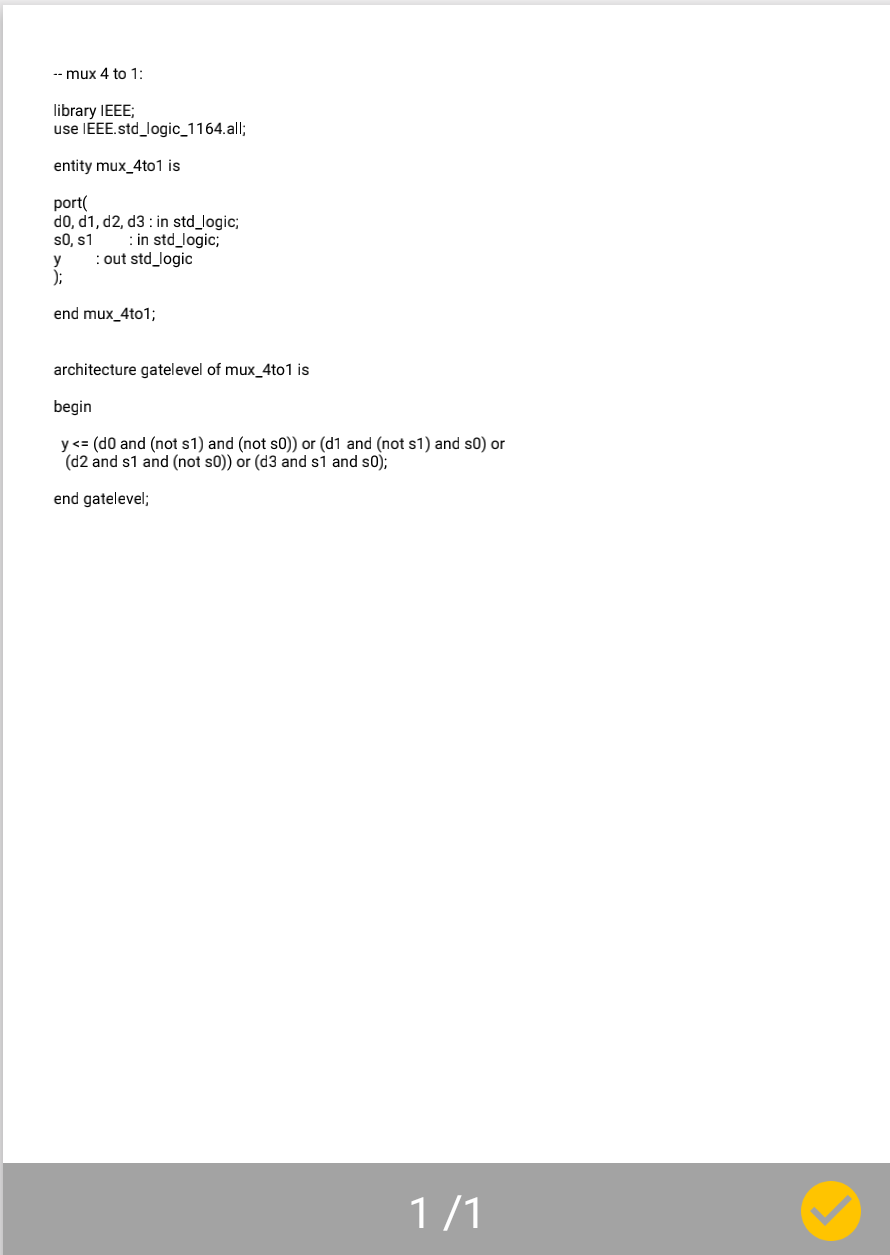 -- mux 4 to 1:
library IEEE;
use IEEE.std_logic_1164.all;
entity mux_4to1 is
port(
d0, d1, d2, d3 : in std_logic;
s0, s1 : in std_logic;
y : out std_logic
);
end mux_4to1;
architecture gatelevel of mux_4to1 is
begin
y <= (d0 and (not s1) and (not s0)) or (d1 and (not s1) and s0) or
(d2 and s1 and (not s0)) or (d3 and s1 and s0);
end gatelevel;
1 /1